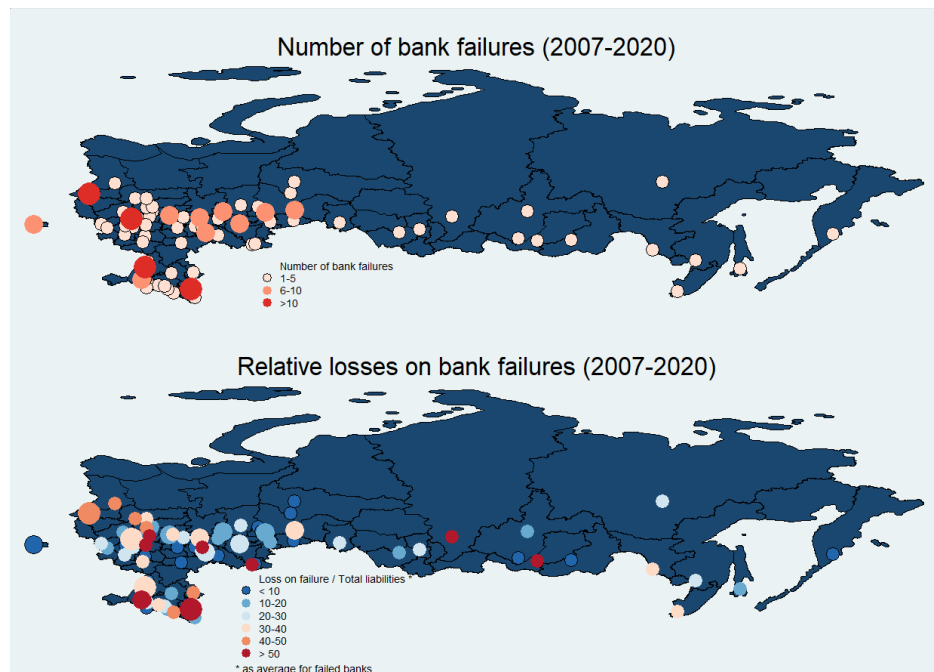 Number of bank failures (2007-2020)
Number of bank failures
1-5
6-10
>10
Relative losses on bank failures (2007-2020)
Loss on failure / Total liabilities *
< 10
10-20
20-30
30-40
40-50
> 50
* as average for failed banks